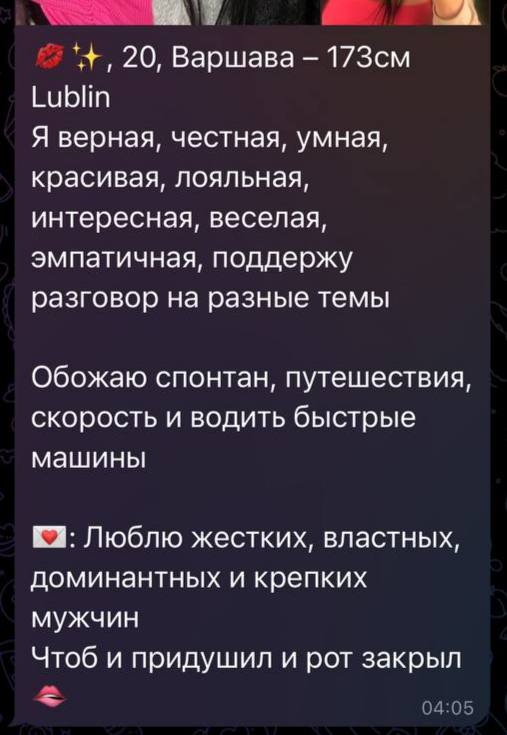 💋✨, 20, Варшава – 173см
Lublin
Я верная, честная, умная,
красивая, лояльная,
интересная, веселая,
эмпатичная, поддержу
разговор на разные темы
Обожаю спонтан, путешествия,
скорость и водить быстрые
машины
💌: Люблю жестких, властных,
доминантных и крепких
мужчин
Чтоб и придушил и рот закрыл
🫦
04:05